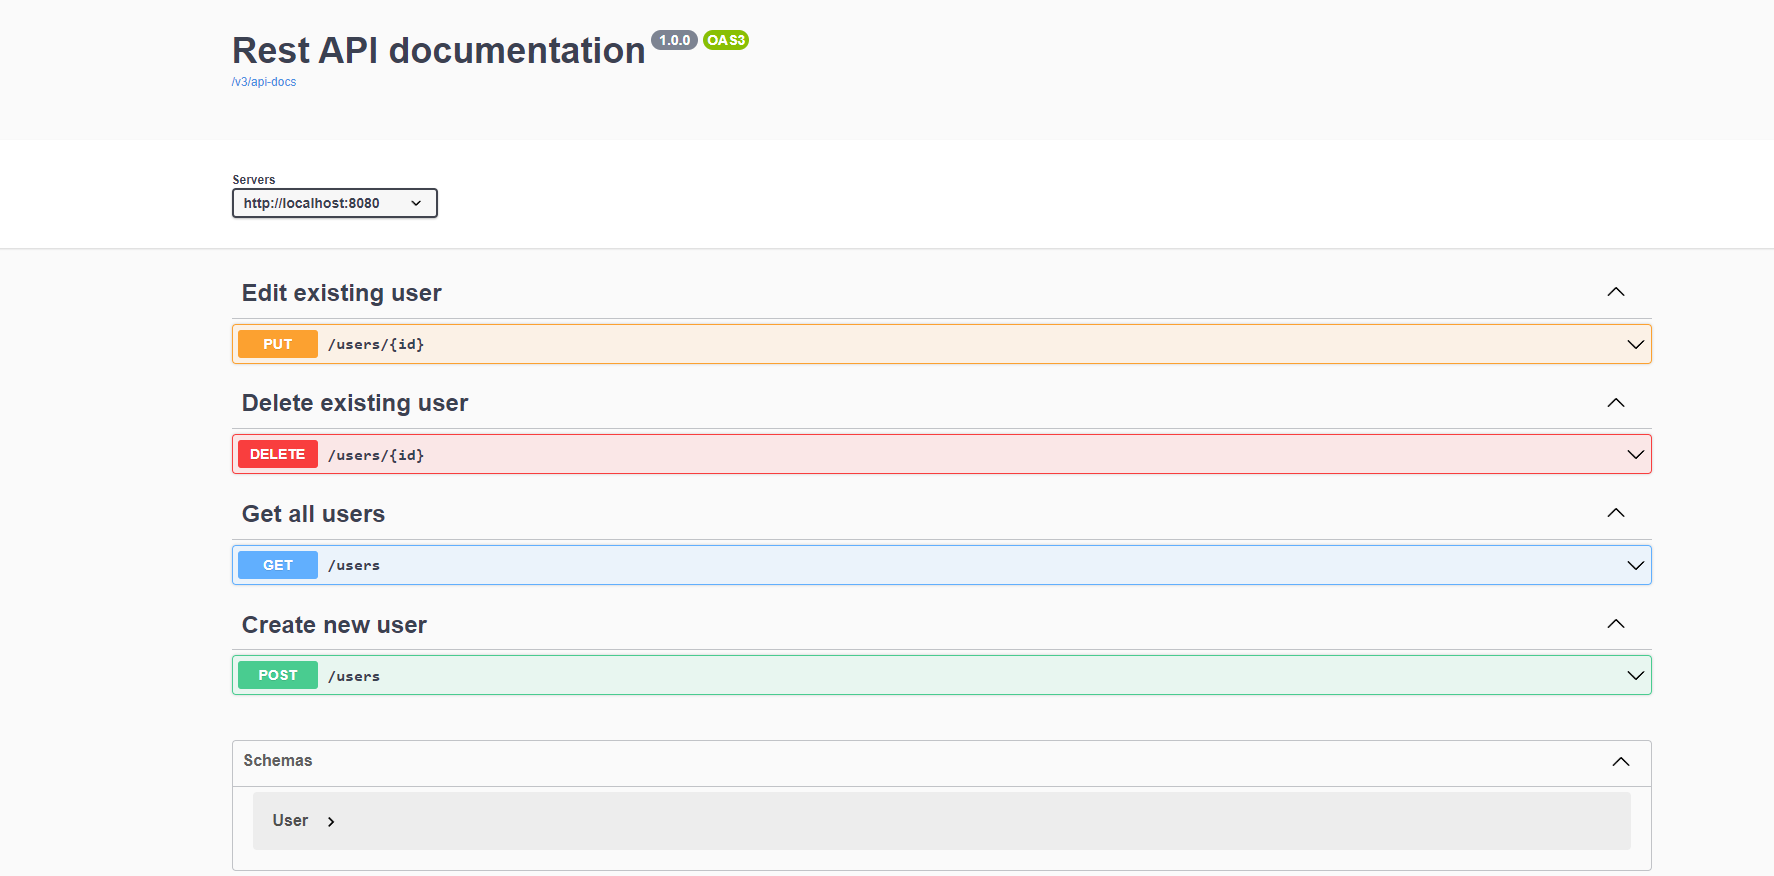 Rest API documentation 1.0.0 OAS3
/v3/api-docs
Servers
http://localhost:8080
Edit existing user
PUT /users/{id}
Delete existing user
DELETE /users/{id}
Get all users
GET /users
Create new user
POST /users
Schemas
User